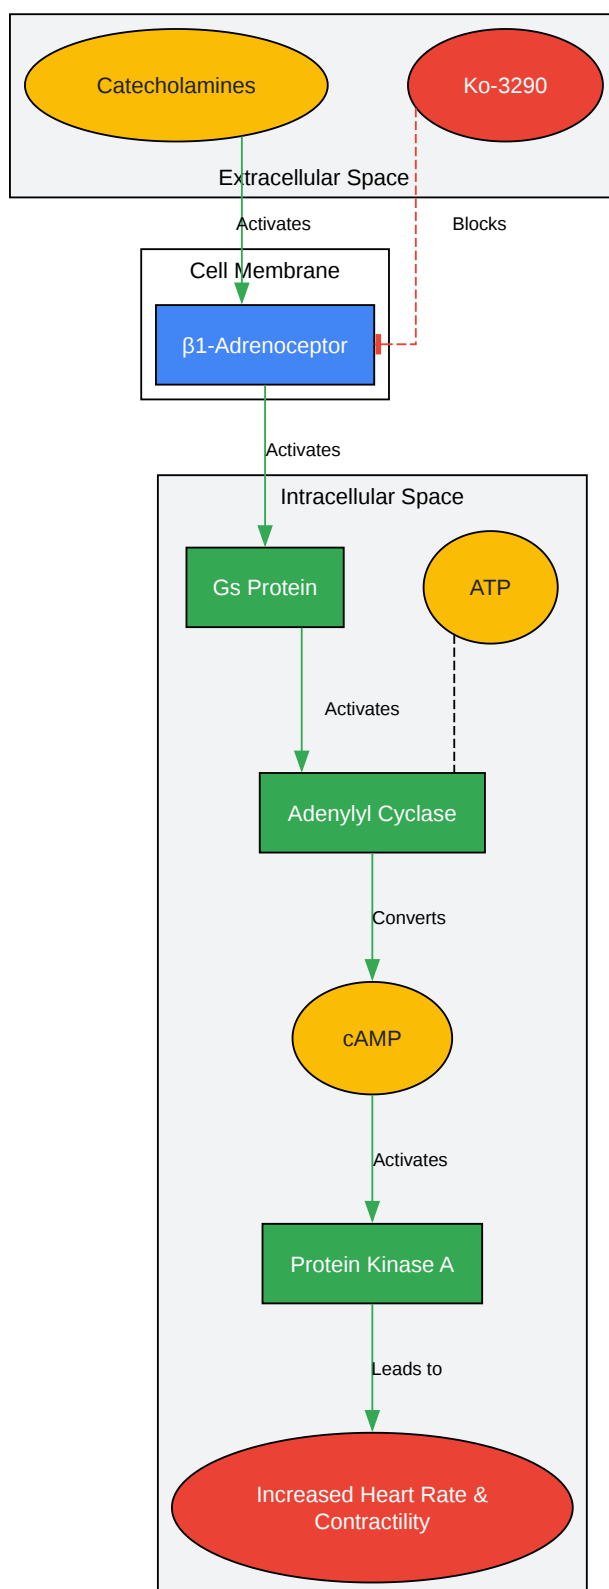 Catecholamines
Ko-3290
Extracellular Space
Activates
Blocks
Cell Membrane
β1-Adrenoceptor
Activates
Intracellular Space
Gs Protein
ATP
Activates
Adenylyl Cyclase
Converts
cAMP
Activates
Protein Kinase A
Leads to
Increased Heart Rate &
Contractility